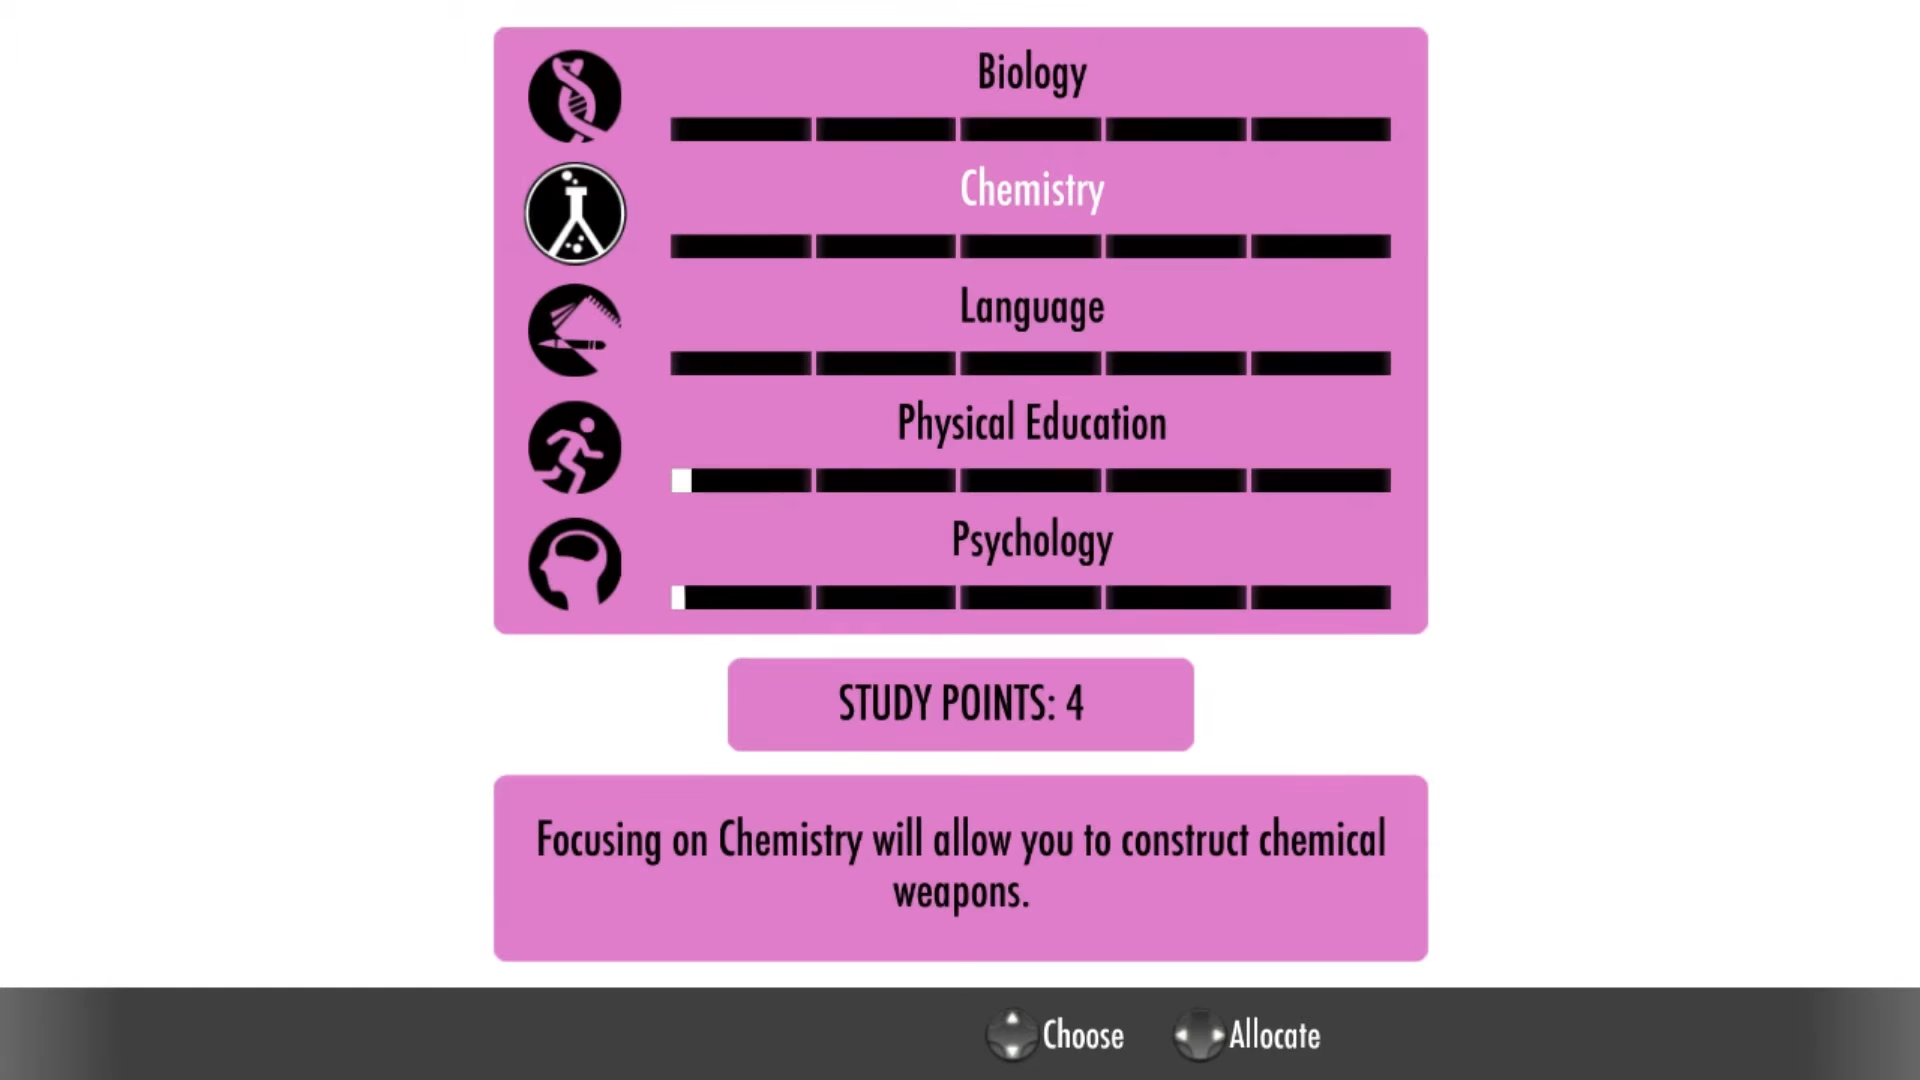 Biology
Chemistry
Language
Physical Education
Psychology
STUDY POINTS: 4
Focusing on Chemistry will allow you to construct chemical
weapons.
Choose
Allocate